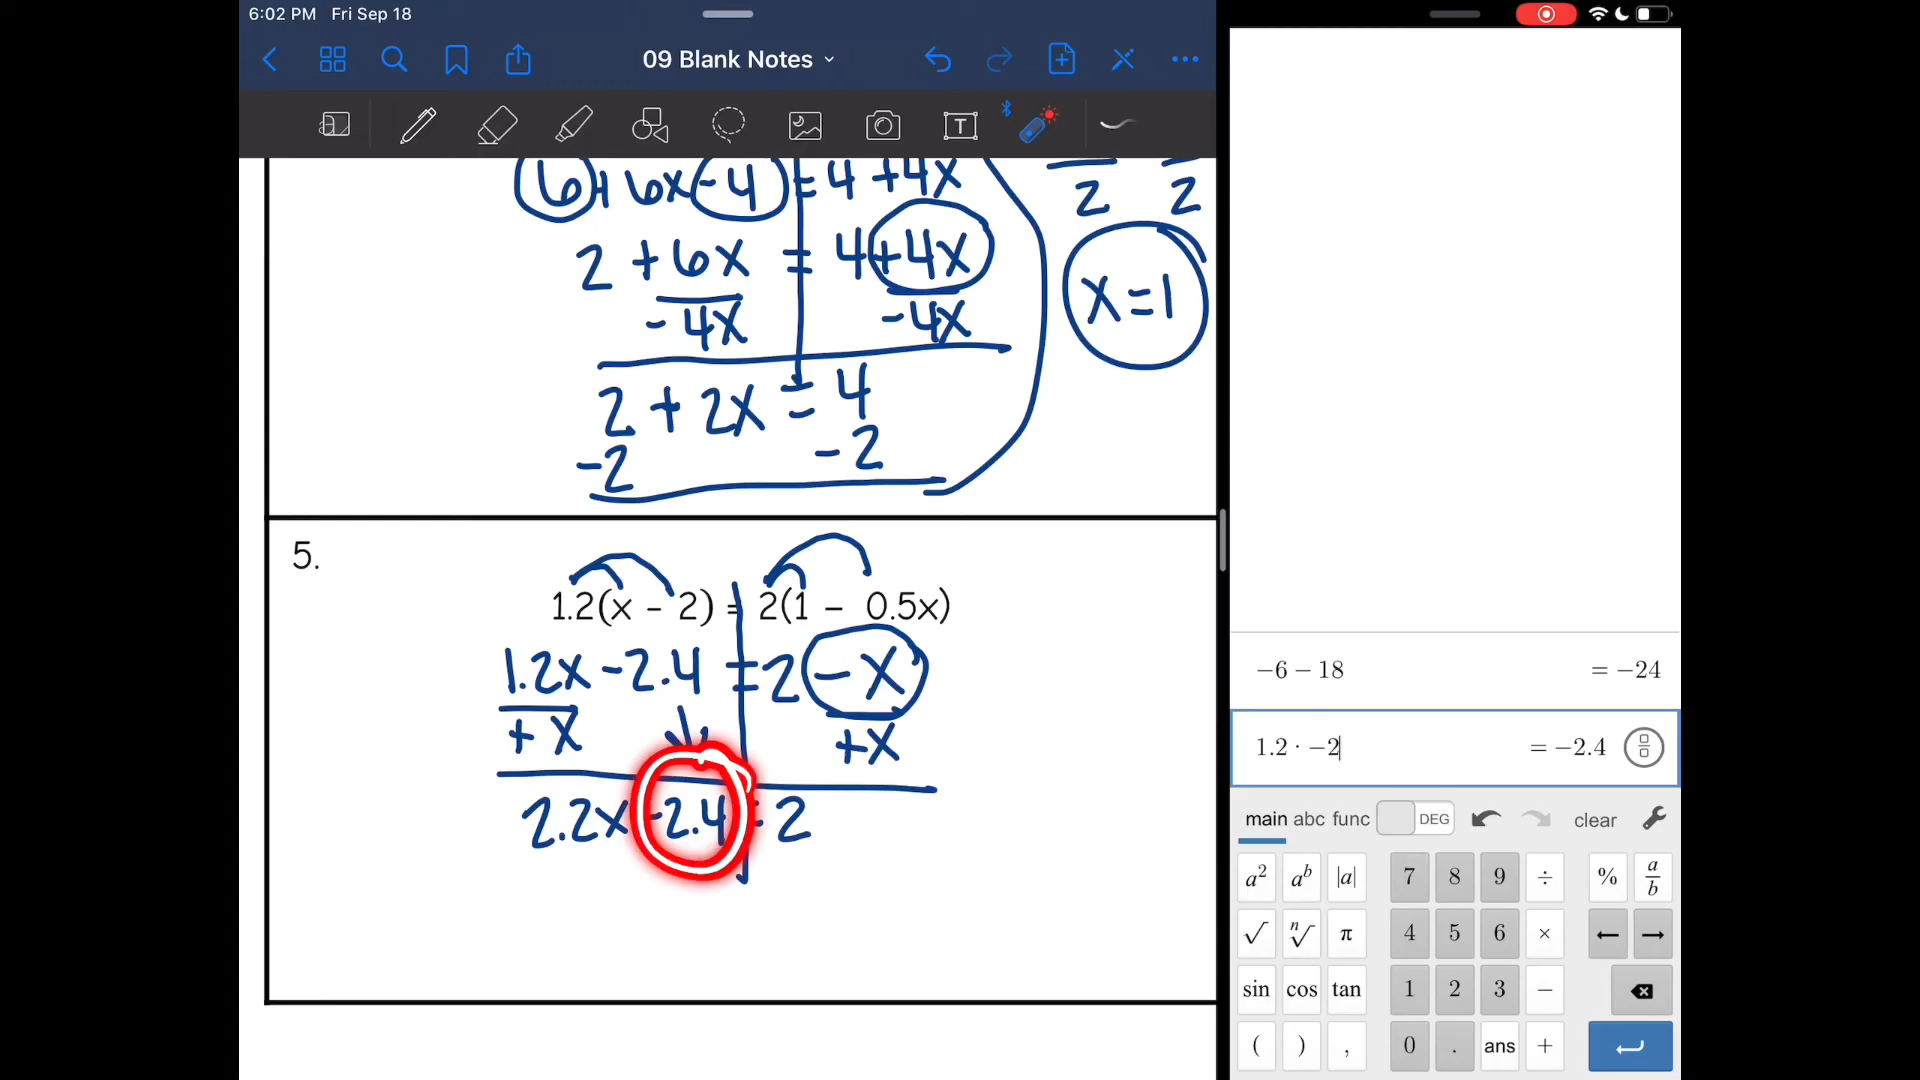 6:02 PM Fri Sep 18
09 Blank Notes
T
6 + 6x - 4 = 4 + 4x
2 2
2 + 6x = 4 + 4x
- 4x - 4x
x = 1
2 + 2x = 4
-2 - 2
5.
1.2(x - 2) = 2(1 - 0.5x)
1.2x - 2.4 = 2 - x
+ x + x
2.2x - 2.4 = 2
-6 - 18 = -24
1.2 · -2 = -2.4
main abc func DEG clear
a² aᵇ |a| 7 8 9 ÷ % a/b
√ ⁿ√ π 4 5 6 × ← →
sin cos tan 1 2 3 −
( ) , 0 . ans +